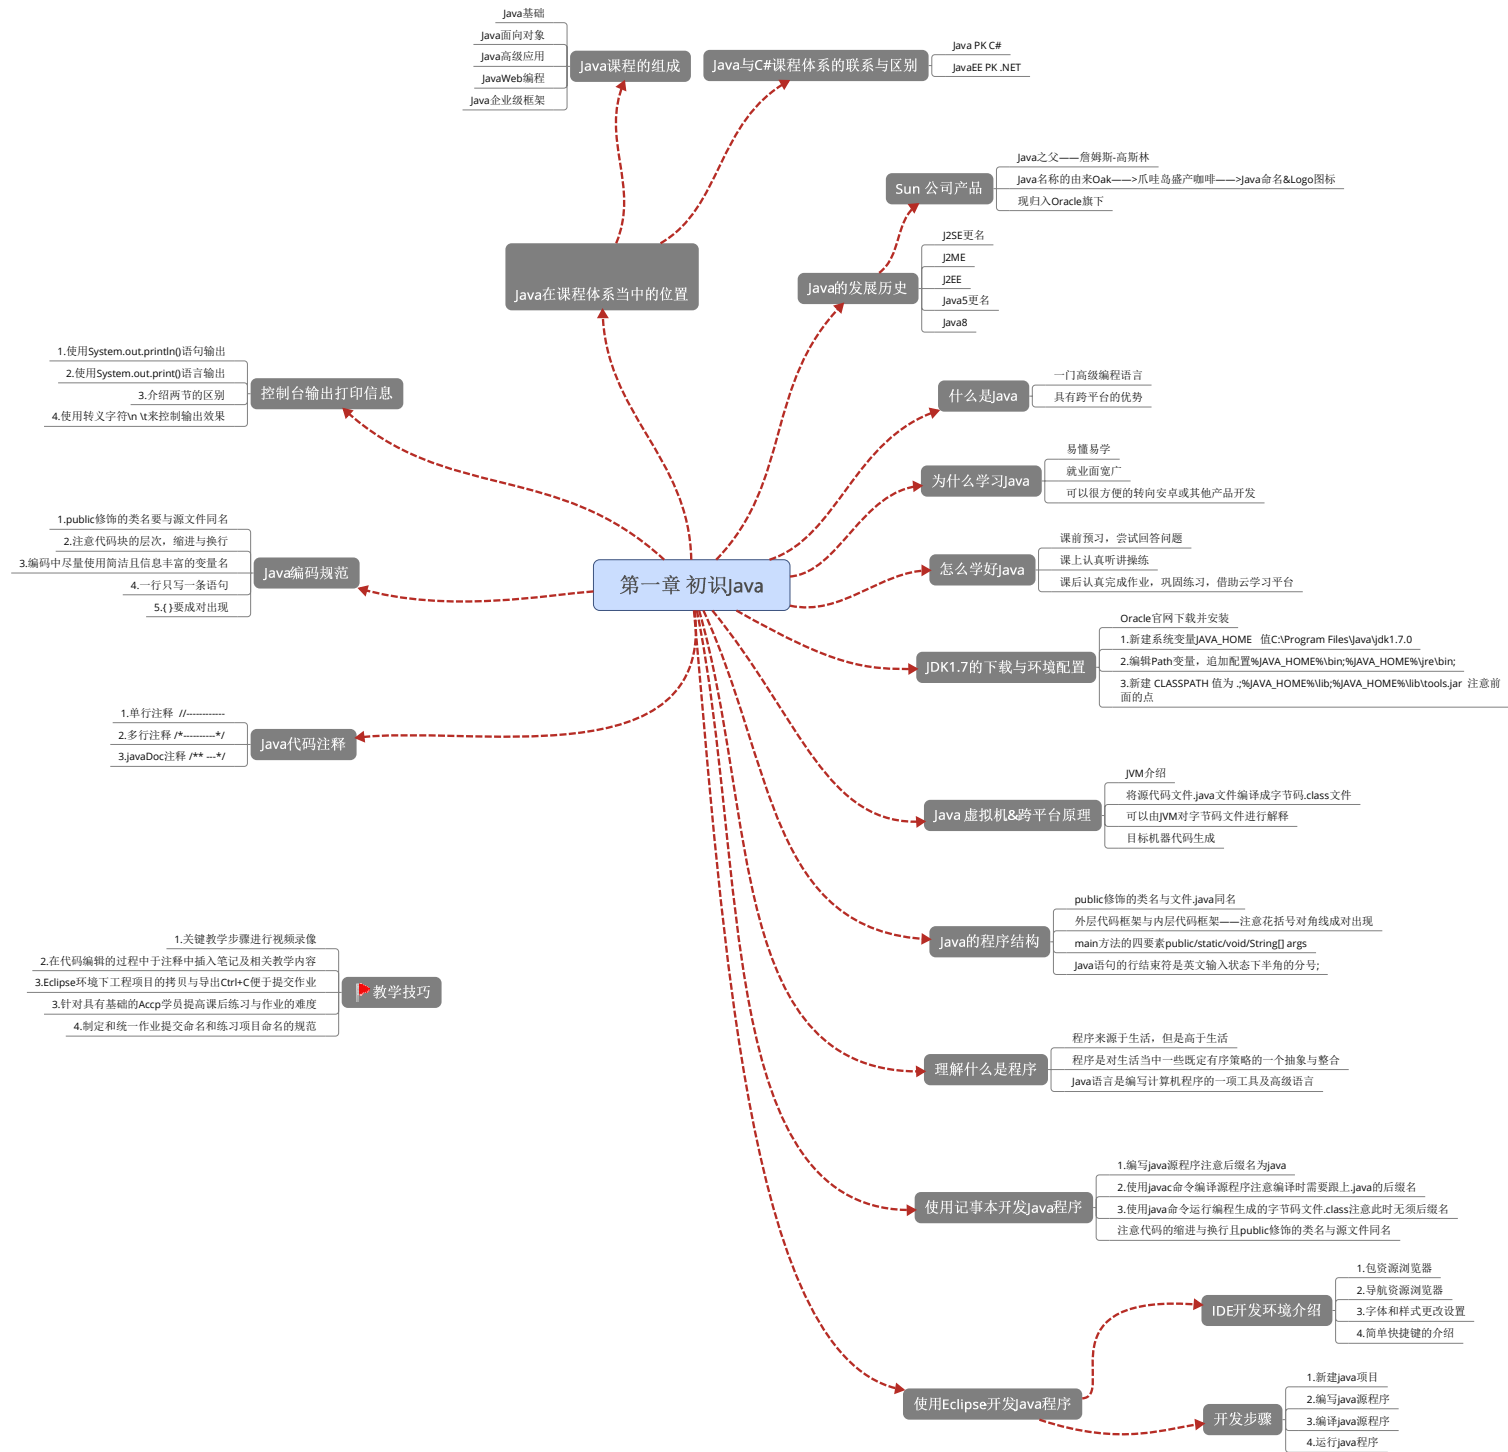 Java基础
Java面向对象
Java高级应用
JavaWeb编程
Java企业级框架
Java课程的组成
Java与C#课程体系的联系与区别
Java PK C#
JavaEE PK .NET
Java在课程体系当中的位置
Sun 公司产品
Java之父——詹姆斯-高斯林
Java名称的由来Oak——>爪哇岛盛产咖啡——>Java命名&Logo图标
现归入Oracle旗下
Java的发展历史
J2SE更名
J2ME
J2EE
Java5更名
Java8
1.使用System.out.println()语句输出
2.使用System.out.print()语言输出
3.介绍两节的区别
4.使用转义字符\n \t来控制输出效果
控制台输出打印信息
什么是Java
一门高级编程语言
具有跨平台的优势
为什么学习Java
易懂易学
就业面宽广
可以很方便的转向安卓或其他产品开发
1.public修饰的类名要与源文件同名
2.注意代码块的层次，缩进与换行
3.编码中尽量使用简洁且信息丰富的变量名
4.一行只写一条语句
5.{ }要成对出现
Java编码规范
第一章 初识Java
怎么学好Java
课前预习，尝试回答问题
课上认真听讲操练
课后认真完成作业，巩固练习，借助云学习平台
JDK1.7的下载与环境配置
Oracle官网下载并安装
1.新建系统变量JAVA_HOME 值C:\Program Files\Java\jdk1.7.0
2.编辑Path变量，追加配置%JAVA_HOME%\bin;%JAVA_HOME%\jre\bin;
3.新建 CLASSPATH 值为 .;%JAVA_HOME%\lib;%JAVA_HOME%\lib\tools.jar 注意前
面的点
1.单行注释 //------------
2.多行注释 /*----------*/
3.javaDoc注释 /** ---*/
Java代码注释
Java 虚拟机&跨平台原理
JVM介绍
将源代码文件.java文件编译成字节码.class文件
可以由JVM对字节码文件进行解释
目标机器代码生成
Java的程序结构
public修饰的类名与文件.java同名
外层代码框架与内层代码框架——注意花括号对角线成对出现
main方法的四要素public/static/void/String[] args
Java语句的行结束符是英文输入状态下半角的分号;
1.关键教学步骤进行视频录像
2.在代码编辑的过程中于注释中插入笔记及相关教学内容
3.Eclipse环境下工程项目的拷贝与导出Ctrl+C便于提交作业
3.针对具有基础的Accp学员提高课后练习与作业的难度
4.制定和统一作业提交命名和练习项目命名的规范
教学技巧
理解什么是程序
程序来源于生活，但是高于生活
程序是对生活当中一些既定有序策略的一个抽象与整合
Java语言是编写计算机程序的一项工具及高级语言
使用记事本开发Java程序
1.编写java源程序注意后缀名为java
2.使用javac命令编译源程序注意编译时需要跟上.java的后缀名
3.使用java命令运行编程生成的字节码文件.class注意此时无须后缀名
注意代码的缩进与换行且public修饰的类名与源文件同名
使用Eclipse开发Java程序
IDE开发环境介绍
1.包资源浏览器
2.导航资源浏览器
3.字体和样式更改设置
4.简单快捷键的介绍
开发步骤
1.新建java项目
2.编写java源程序
3.编译java源程序
4.运行java程序